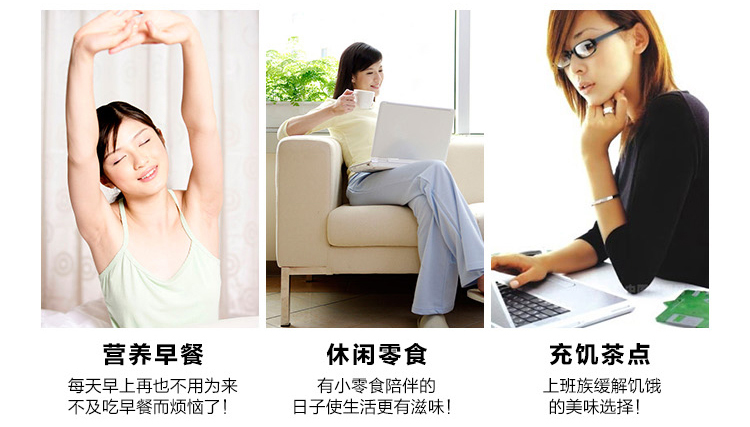 营养早餐
每天早上再也不用为来
不及吃早餐而烦恼了!
休闲零食
有小零食陪伴的
日子使生活更有滋味!
充饥茶点
上班族缓解饥饿
的美味选择!